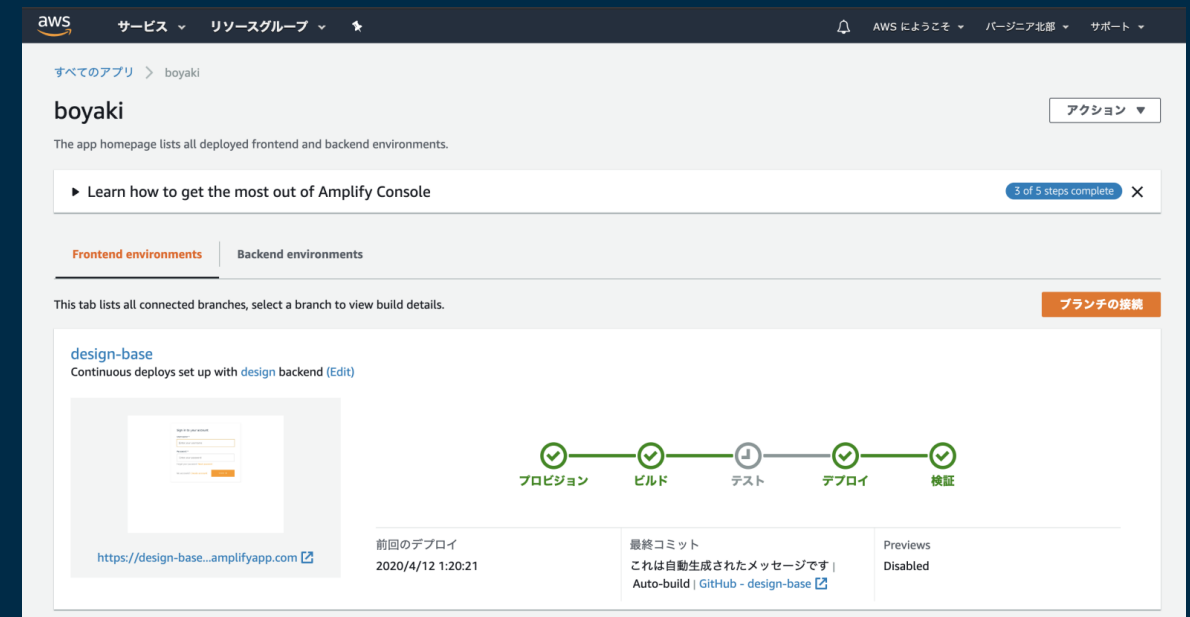 aws サービス リソースグループ AWS にようこそ バージニア北部 サポート
すべてのアプリ boyaki
boyaki
アクション
The app homepage lists all deployed frontend and backend environments.
Learn how to get the most out of Amplify Console 3 of 5 steps complete
Frontend environments Backend environments
This tab lists all connected branches, select a branch to view build details.
ブランチの接続
design-base
Continuous deploys set up with design backend (Edit)
プロビジョン ビルド テスト デプロイ 検証
https://design-base...amplifyapp.com
前回のデプロイ
2020/4/12 1:20:21
最終コミット
これは自動生成されたメッセージです |
Auto-build | GitHub - design-base
Previews
Disabled